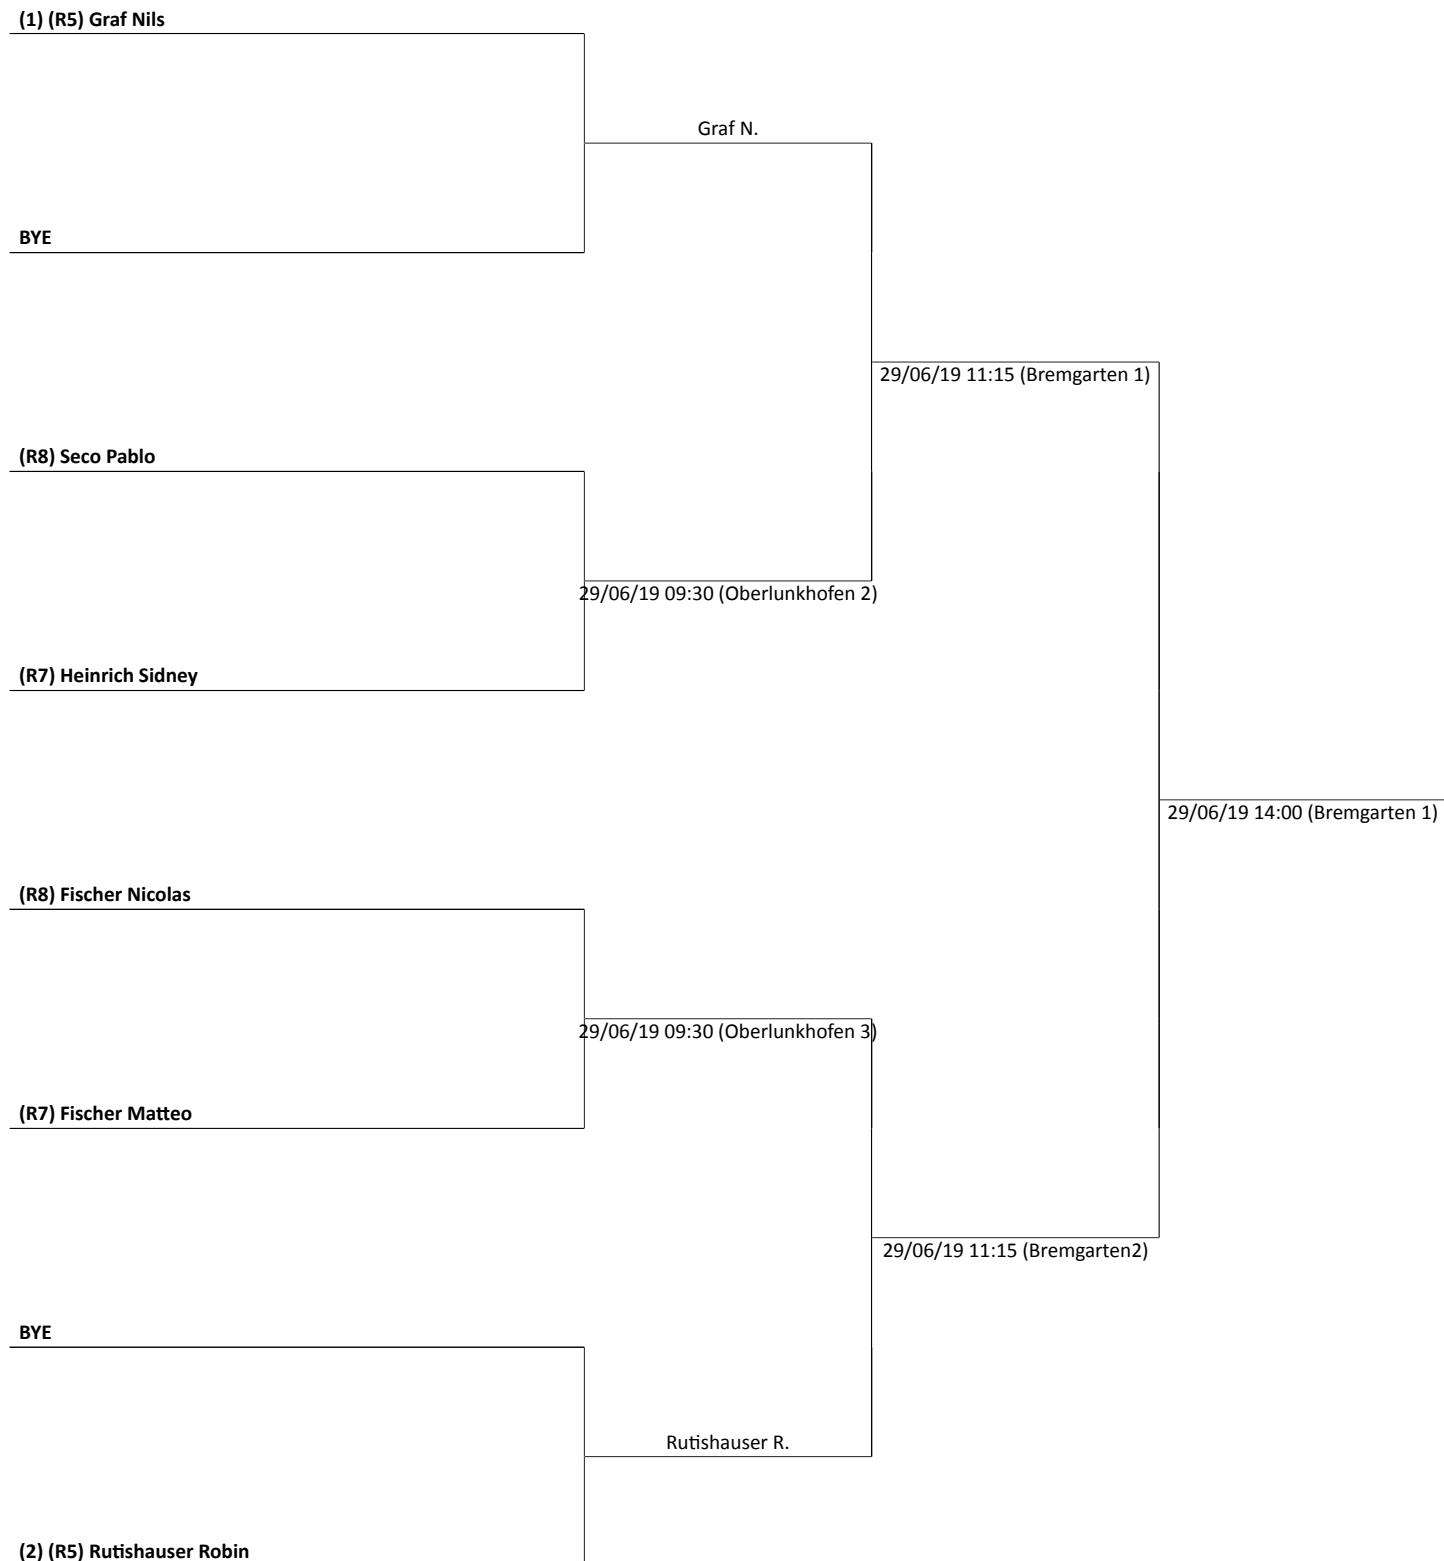 (1) (R5) Graf Nils
Graf N.
BYE
29/06/19 11:15 (Bremgarten 1)
(R8) Seco Pablo
29/06/19 09:30 (Oberlunkhofen 2)
(R7) Heinrich Sidney
29/06/19 14:00 (Bremgarten 1)
(R8) Fischer Nicolas
29/06/19 09:30 (Oberlunkhofen 3)
(R7) Fischer Matteo
29/06/19 11:15 (Bremgarten2)
BYE
Rutishauser R.
(2) (R5) Rutishauser Robin